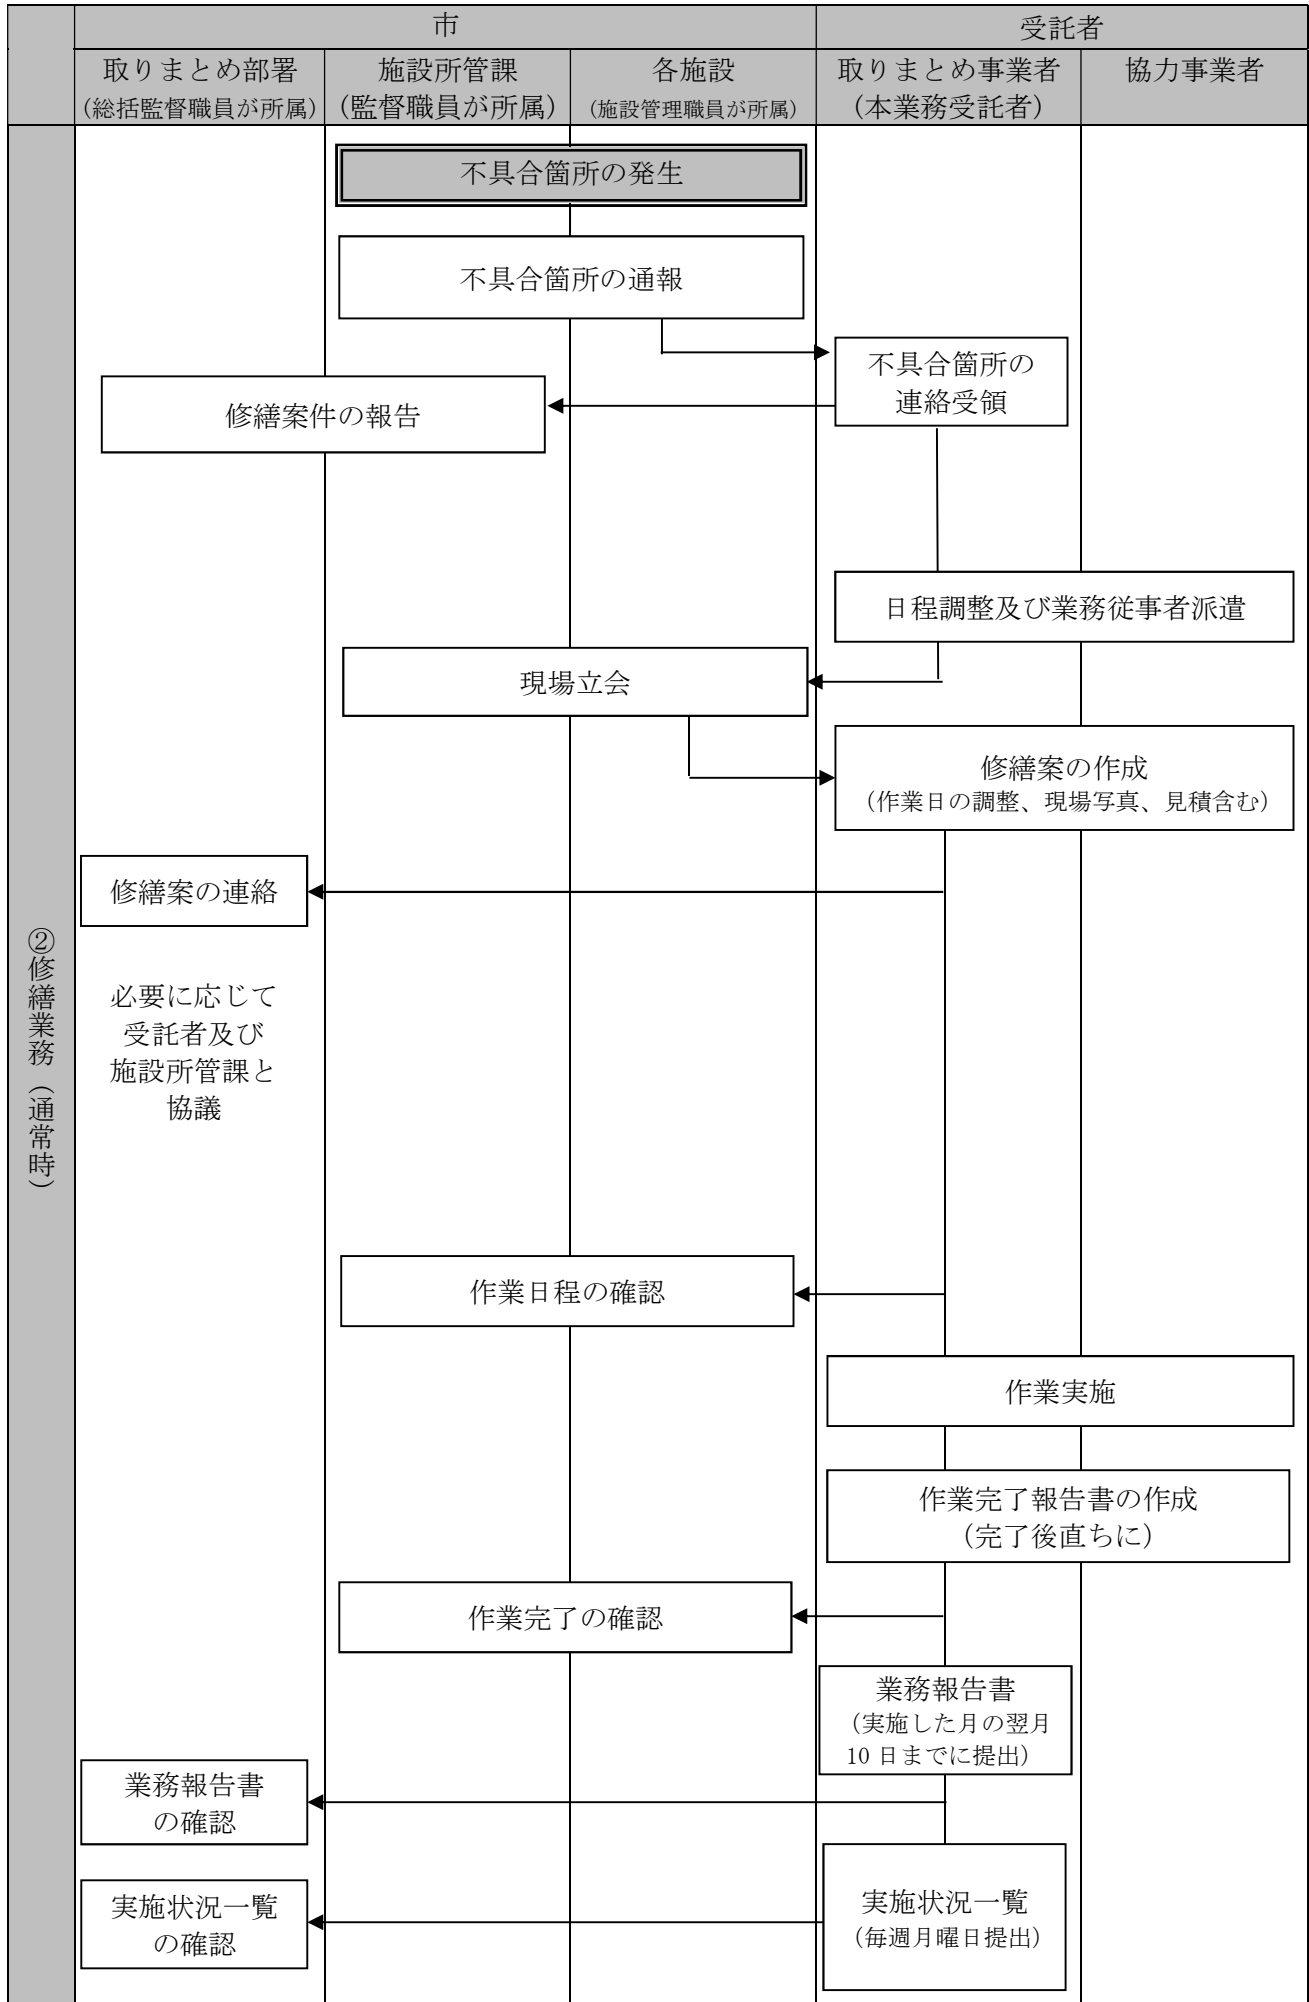 市
受託者
取りまとめ部署
(総括監督職員が所属)
施設所管課
(監督職員が所属)
各施設
(施設管理職員が所属)
取りまとめ事業者
(本業務受託者)
協力事業者
②修繕業務（通常時）
不具合箇所の発生
不具合箇所の通報
不具合箇所の
連絡受領
修繕案件の報告
日程調整及び業務従事者派遣
現場立会
修繕案の作成
（作業日の調整、現場写真、見積含む）
修繕案の連絡
必要に応じて
受託者及び
施設所管課と
協議
作業日程の確認
作業実施
作業完了報告書の作成
（完了後直ちに）
作業完了の確認
業務報告書
（実施した月の翌月
10 日までに提出）
業務報告書
の確認
実施状況一覧
（毎週月曜日提出）
実施状況一覧
の確認